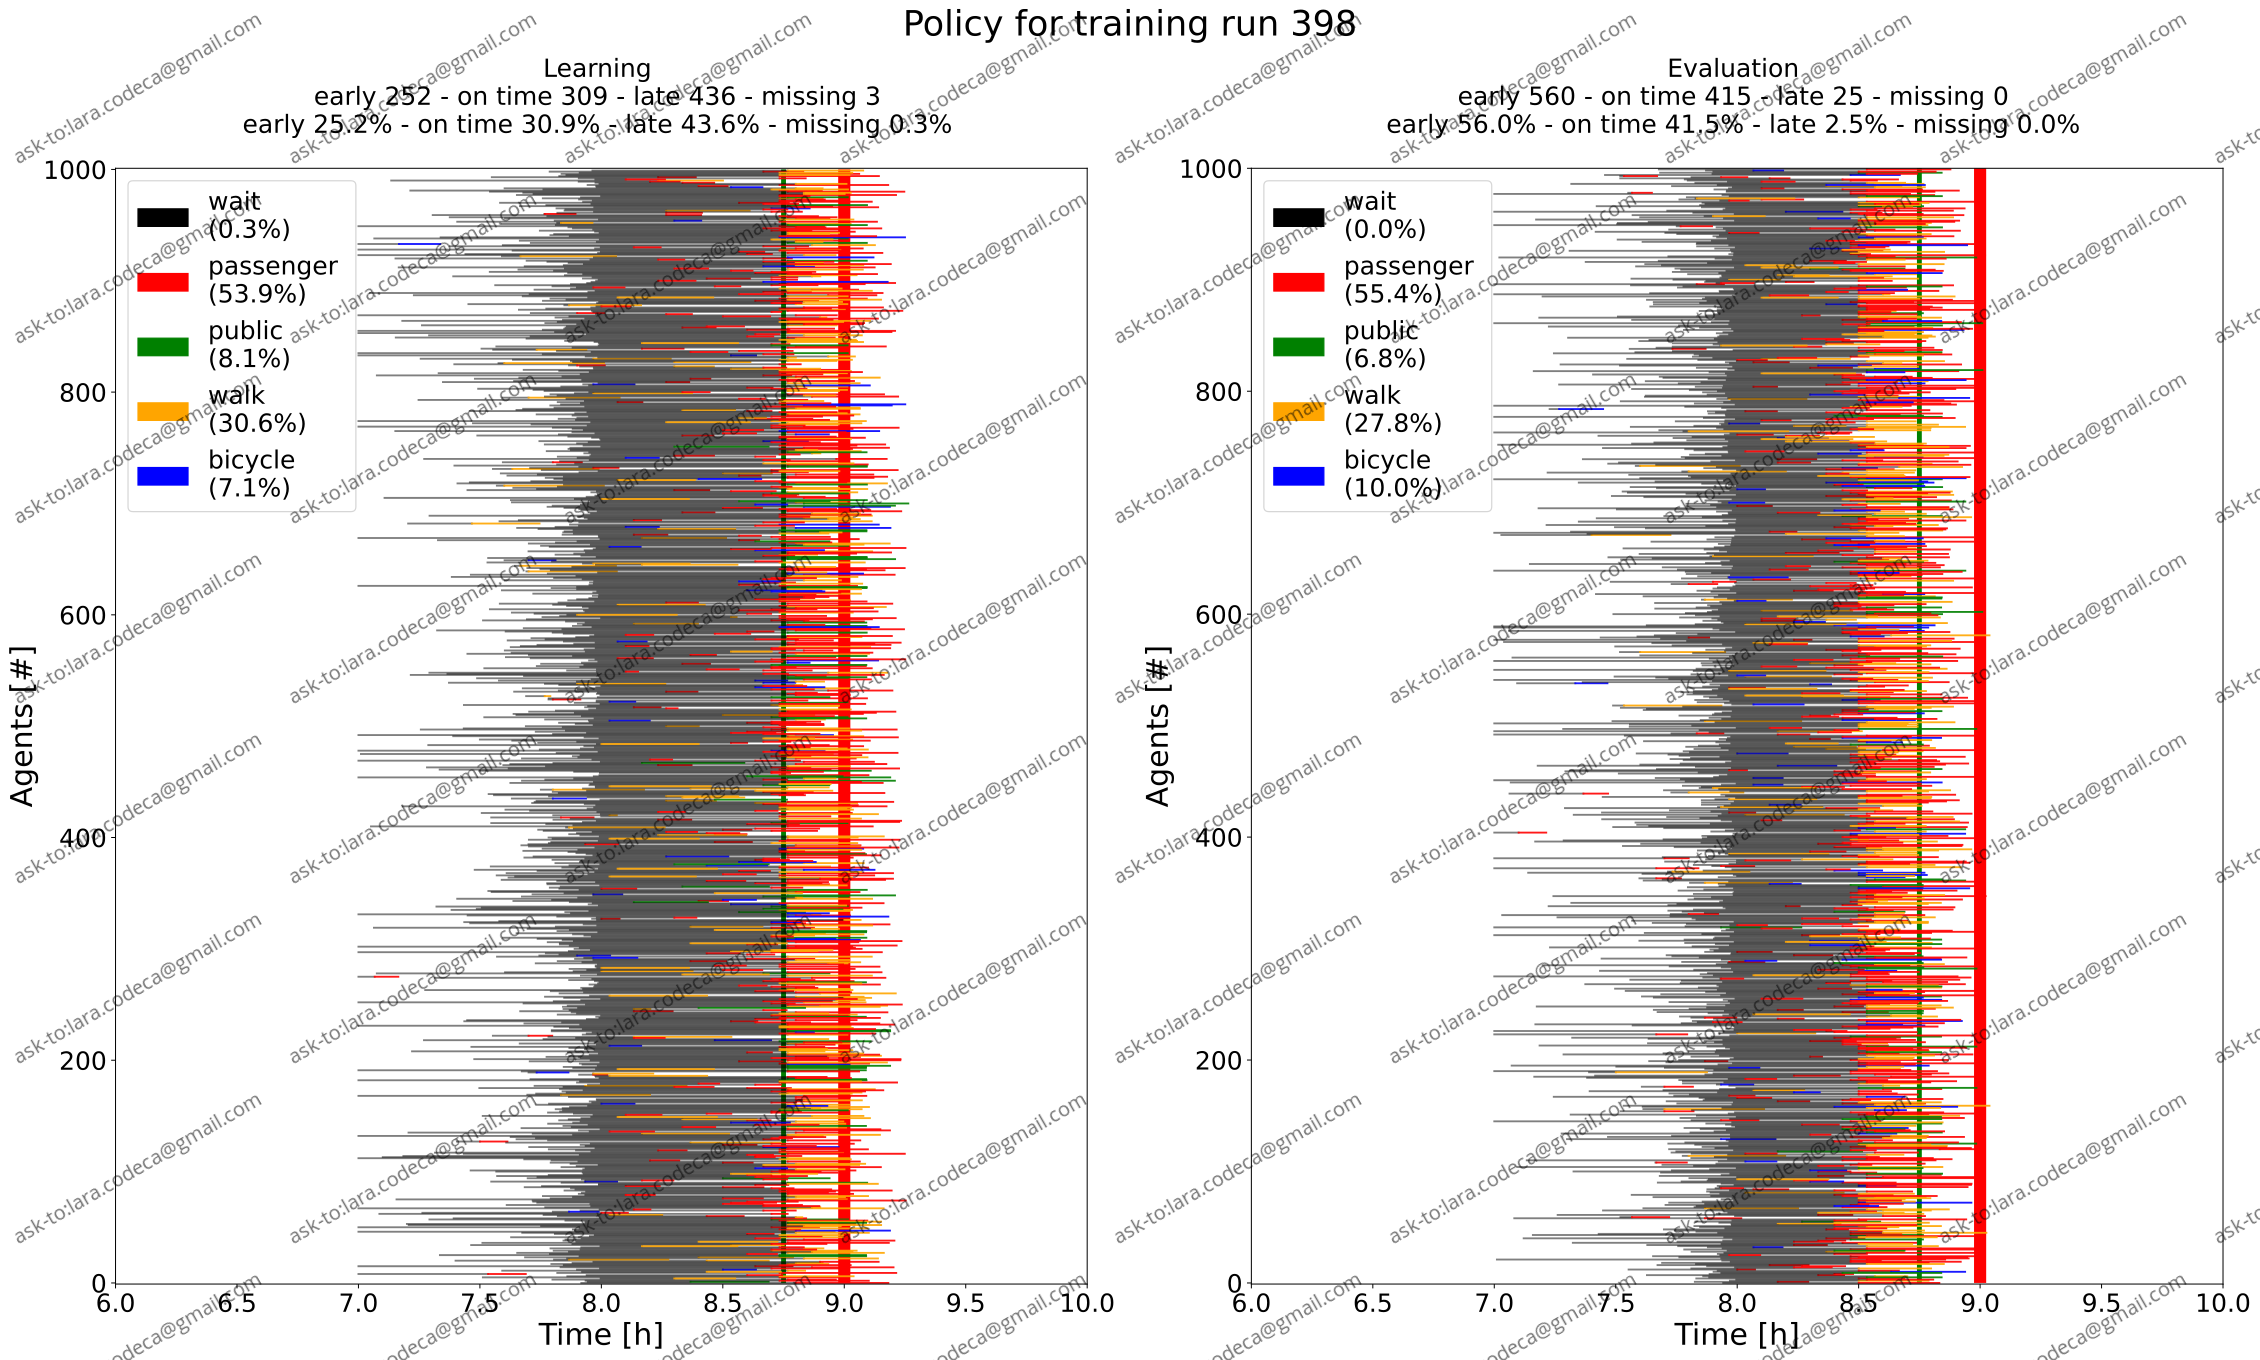 Policy for training run 398
Learning
early 252 - on time 309 - late 436 - missing 3
early 25.2% - on time 30.9% - late 43.6% - missing 0.3%
1000
800
600
400
200
0
Agents [#]
wait
(0.3%)
passenger
(53.9%)
public
(8.1%)
walk
(30.6%)
bicycle
(7.1%)
6.0 6.5 7.0 7.5 8.0 8.5 9.0 9.5 10.0
Time [h]
Evaluation
early 560 - on time 415 - late 25 - missing 0
early 56.0% - on time 41.5% - late 2.5% - missing 0.0%
1000
800
600
400
200
0
Agents [#]
wait
(0.0%)
passenger
(55.4%)
public
(6.8%)
walk
(27.8%)
bicycle
(10.0%)
6.0 6.5 7.0 7.5 8.0 8.5 9.0 9.5 10.0
Time [h]
ask-to:lara.codeca@gmail.com